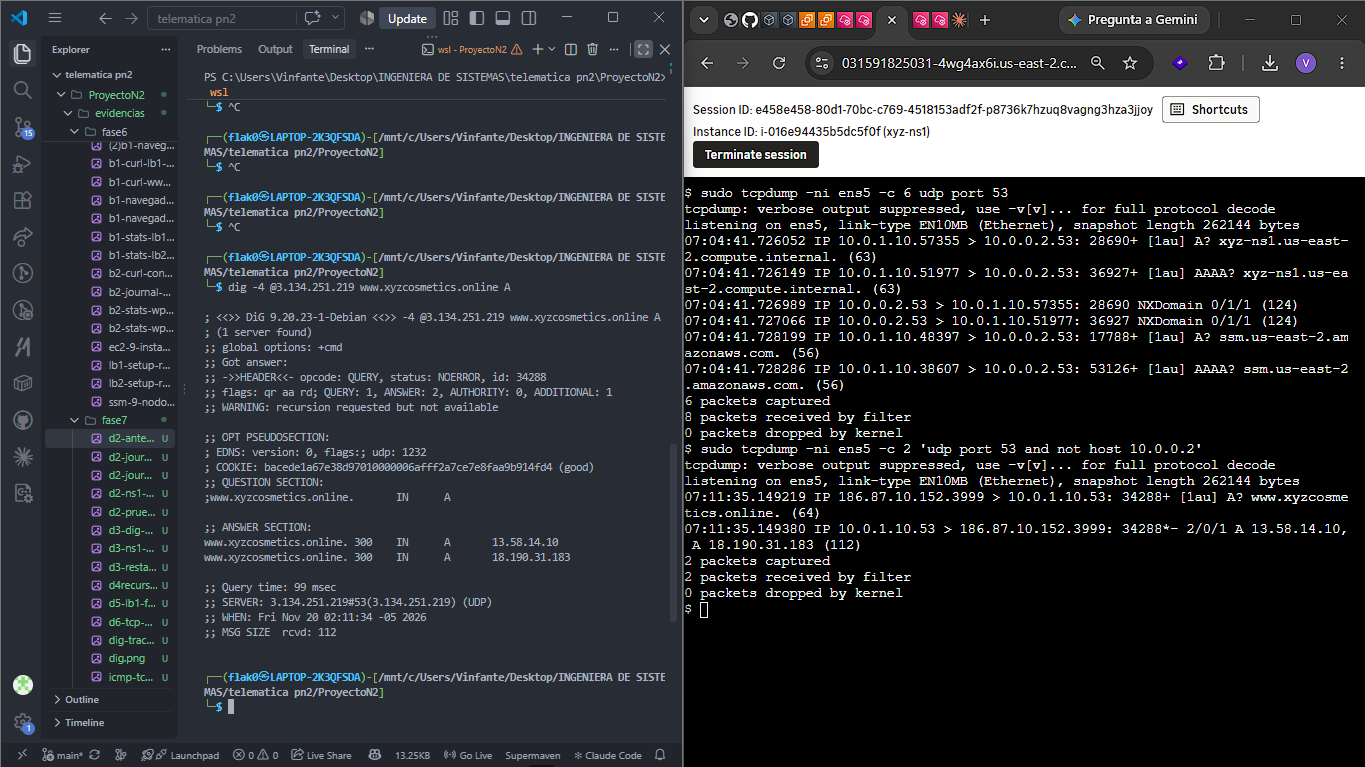 telematica pn2
Update
Explorer
telematica pn2
ProyectoN2
evidencias
fase6
(2)b1-naveg...
b1-curl-lb1-...
b1-curl-ww...
b1-navegad...
b1-navegad...
b1-stats-lb1...
b1-stats-lb2...
b2-curl-con...
b2-journal-...
b2-stats-wp...
b2-stats-wp...
ec2-9-insta...
lb1-setup-r...
lb2-setup-r...
ssm-9-nodo...
fase7
d2-ante... U
d2-jour... U
d2-jour... U
d2-ns1-... U
d2-prue... U
d3-dig-... U
d3-ns1-... U
d3-resta... U
d4recurs... U
d5-lb1-f... U
d6-tcp-... U
dig-trac... U
dig.png U
icmp-tc... U
Outline
Timeline
15
1
Problems Output Terminal ... wsl - ProyectoN2
PS C:\Users\Vinfante\Desktop\INGENIERA DE SISTEMAS\telematica pn2\ProyectoN2>
wsl
└─$ ^C
┌──(flak0㉿LAPTOP-2K3QFSDA)-[/mnt/c/Users/Vinfante/Desktop/INGENIERA DE SISTE
MAS/telematica pn2/ProyectoN2]
└─$ ^C
┌──(flak0㉿LAPTOP-2K3QFSDA)-[/mnt/c/Users/Vinfante/Desktop/INGENIERA DE SISTE
MAS/telematica pn2/ProyectoN2]
└─$ ^C
┌──(flak0㉿LAPTOP-2K3QFSDA)-[/mnt/c/Users/Vinfante/Desktop/INGENIERA DE SISTE
MAS/telematica pn2/ProyectoN2]
└─$ dig -4 @3.134.251.219 www.xyzcosmetics.online A
; <<>> DiG 9.20.23-1-Debian <<>> -4 @3.134.251.219 www.xyzcosmetics.online A
; (1 server found)
;; global options: +cmd
;; Got answer:
;; ->>HEADER<<- opcode: QUERY, status: NOERROR, id: 34288
;; flags: qr aa rd; QUERY: 1, ANSWER: 2, AUTHORITY: 0, ADDITIONAL: 1
;; WARNING: recursion requested but not available
;; OPT PSEUDOSECTION:
; EDNS: version: 0, flags:; udp: 1232
; COOKIE: bacede1a67e38d97010000006afff2a7ce7e8faa9b914fd4 (good)
;; QUESTION SECTION:
;www.xyzcosmetics.online. IN A
;; ANSWER SECTION:
www.xyzcosmetics.online. 300 IN A 13.58.14.10
www.xyzcosmetics.online. 300 IN A 18.190.31.183
;; Query time: 99 msec
;; SERVER: 3.134.251.219#53(3.134.251.219) (UDP)
;; WHEN: Fri Nov 20 02:11:34 -05 2026
;; MSG SIZE rcvd: 112
┌──(flak0㉿LAPTOP-2K3QFSDA)-[/mnt/c/Users/Vinfante/Desktop/INGENIERA DE SISTE
MAS/telematica pn2/ProyectoN2]
└─$
main* Launchpad 0 0 Live Share 13.25KB Go Live Supermaven Claude Code
Pregunta a Gemini
031591825031-4wg4ax6i.us-east-2.c...
V
Session ID: e458e458-80d1-70bc-c769-4518153adf2f-p8736k7hzuq8vagng3hza3jjoy
Shortcuts
Instance ID: i-016e94435b5dc5f0f (xyz-ns1)
Terminate session
$ sudo tcpdump -ni ens5 -c 6 udp port 53
tcpdump: verbose output suppressed, use -v[v]... for full protocol decode
listening on ens5, link-type EN10MB (Ethernet), snapshot length 262144 bytes
07:04:41.726052 IP 10.0.1.10.57355 > 10.0.0.2.53: 28690+ [1au] A? xyz-ns1.us-east-
2.compute.internal. (63)
07:04:41.726149 IP 10.0.1.10.51977 > 10.0.0.2.53: 36927+ [1au] AAAA? xyz-ns1.us-ea
st-2.compute.internal. (63)
07:04:41.726989 IP 10.0.0.2.53 > 10.0.1.10.57355: 28690 NXDomain 0/1/1 (124)
07:04:41.727066 IP 10.0.0.2.53 > 10.0.1.10.51977: 36927 NXDomain 0/1/1 (124)
07:04:41.728199 IP 10.0.1.10.48397 > 10.0.0.2.53: 17788+ [1au] A? ssm.us-east-2.am
azonaws.com. (56)
07:04:41.728286 IP 10.0.1.10.38607 > 10.0.0.2.53: 53126+ [1au] AAAA? ssm.us-east-2
.amazonaws.com. (56)
6 packets captured
8 packets received by filter
0 packets dropped by kernel
$ sudo tcpdump -ni ens5 -c 2 'udp port 53 and not host 10.0.0.2'
tcpdump: verbose output suppressed, use -v[v]... for full protocol decode
listening on ens5, link-type EN10MB (Ethernet), snapshot length 262144 bytes
07:11:35.149219 IP 186.87.10.152.3999 > 10.0.1.10.53: 34288+ [1au] A? www.xyzcosme
tics.online. (64)
07:11:35.149380 IP 10.0.1.10.53 > 186.87.10.152.3999: 34288*- 2/0/1 A 13.58.14.10,
A 18.190.31.183 (112)
2 packets captured
2 packets received by filter
0 packets dropped by kernel
$